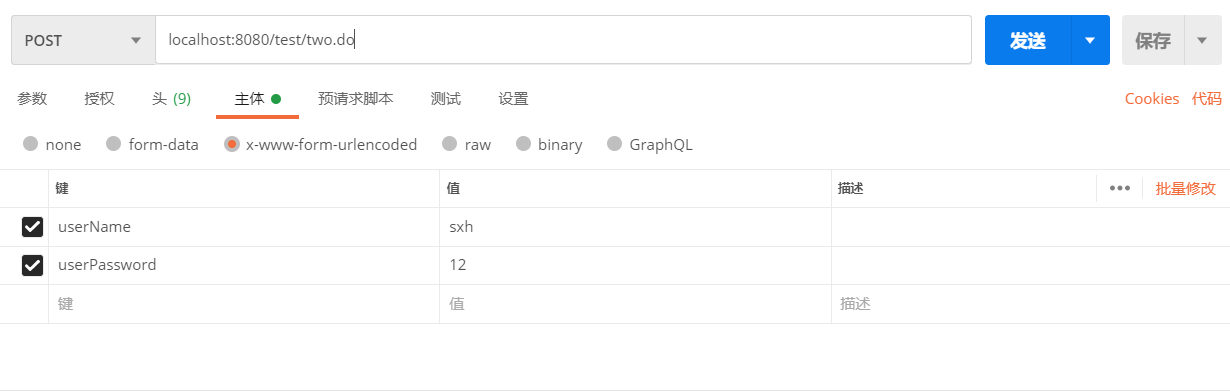 POST localhost:8080/test/two.do 发送 保存
参数 授权 头 (9) 主体 预请求脚本 测试 设置 Cookies 代码
none form-data x-www-form-urlencoded raw binary GraphQL
键 值 描述 ••• 批量修改
userName sxh
userPassword 12
键 值 描述